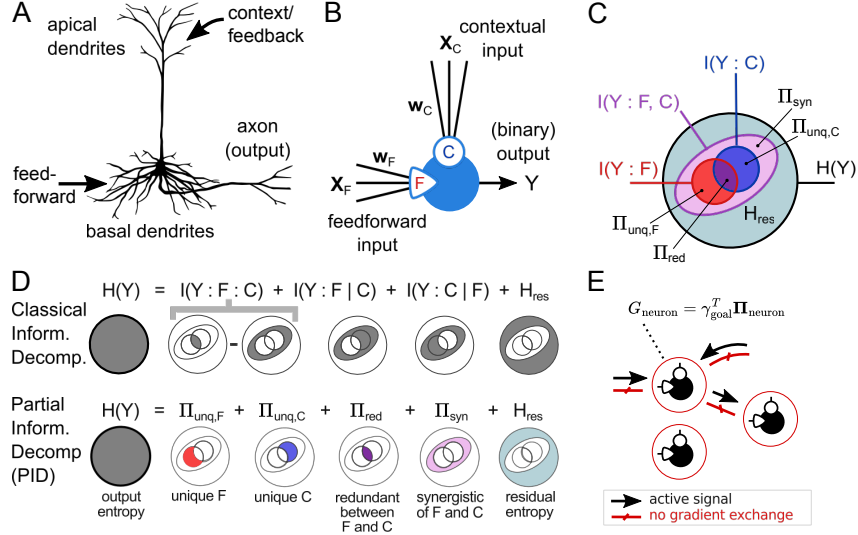 A
apical
dendrites
context/
feedback
axon
(output)
feed-
forward
basal dendrites
B
contextual
input
X_C
w_C
C
(binary)
output
w_F
F
X_F
Y
feedforward
input
C
I(Y : C)
I(Y : F, C)
Π_syn
Π_unq,C
I(Y : F)
H(Y)
H_res
Π_unq,F
Π_red
D
H(Y) = I(Y : F : C) + I(Y : F | C) + I(Y : C | F) + H_res
Classical
Inform.
Decomp.
-
Partial
Inform.
Decomp
(PID)
H(Y) = Π_unq,F + Π_unq,C + Π_red + Π_syn + H_res
output
entropy
unique F
unique C
redundant
between
F and C
synergistic
of F and C
residual
entropy
E
G_neuron = γ_goal^T Π_neuron
active signal
no gradient exchange